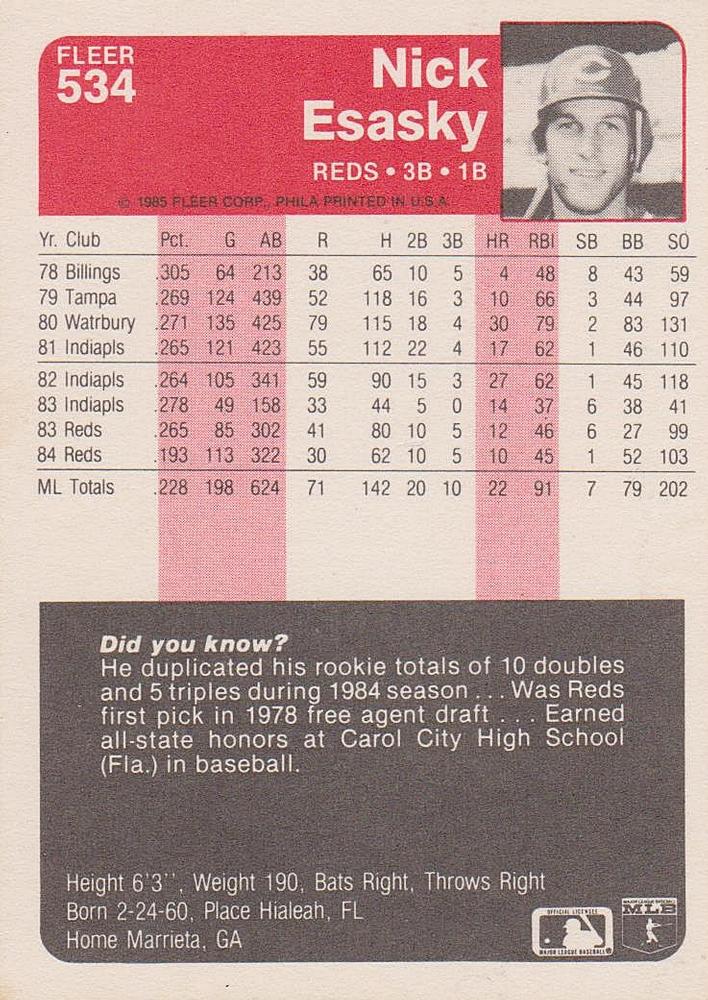 FLEER
534
Nick
Esasky
REDS • 3B • 1B
© 1985 FLEER CORP., PHILA PRINTED IN U.S.A.
Yr. Club Pct. G AB R H 2B 3B HR RBI SB BB SO
78 Billings .305 64 213 38 65 10 5 4 48 8 43 59
79 Tampa .269 124 439 52 118 16 3 10 66 3 44 97
80 Watrbury .271 135 425 79 115 18 4 30 79 2 83 131
81 Indiapls .265 121 423 55 112 22 4 17 62 1 46 110
82 Indiapls .264 105 341 59 90 15 3 27 62 1 45 118
83 Indiapls .278 49 158 33 44 5 0 14 37 6 38 41
83 Reds .265 85 302 41 80 10 5 12 46 6 27 99
84 Reds .193 113 322 30 62 10 5 10 45 1 52 103
ML Totals .228 198 624 71 142 20 10 22 91 7 79 202
Did you know?
He duplicated his rookie totals of 10 doubles
and 5 triples during 1984 season . . . Was Reds
first pick in 1978 free agent draft . . . Earned
all-state honors at Carol City High School
(Fla.) in baseball.
Height 6'3'', Weight 190, Bats Right, Throws Right
Born 2-24-60, Place Hialeah, FL
Home Marrieta, GA
OFFICIAL LICENSEE
MAJOR LEAGUE BASEBALL
MLB